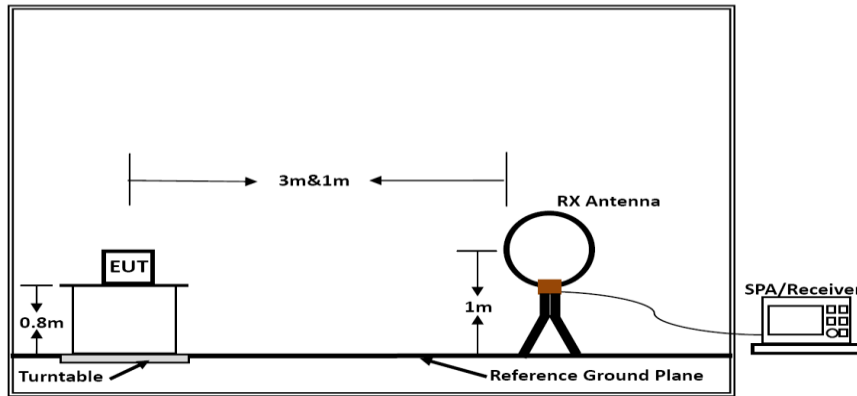 3m&1m
RX Antenna
EUT
1m
SPA/Receiver
0.8m
Turntable
Reference Ground Plane